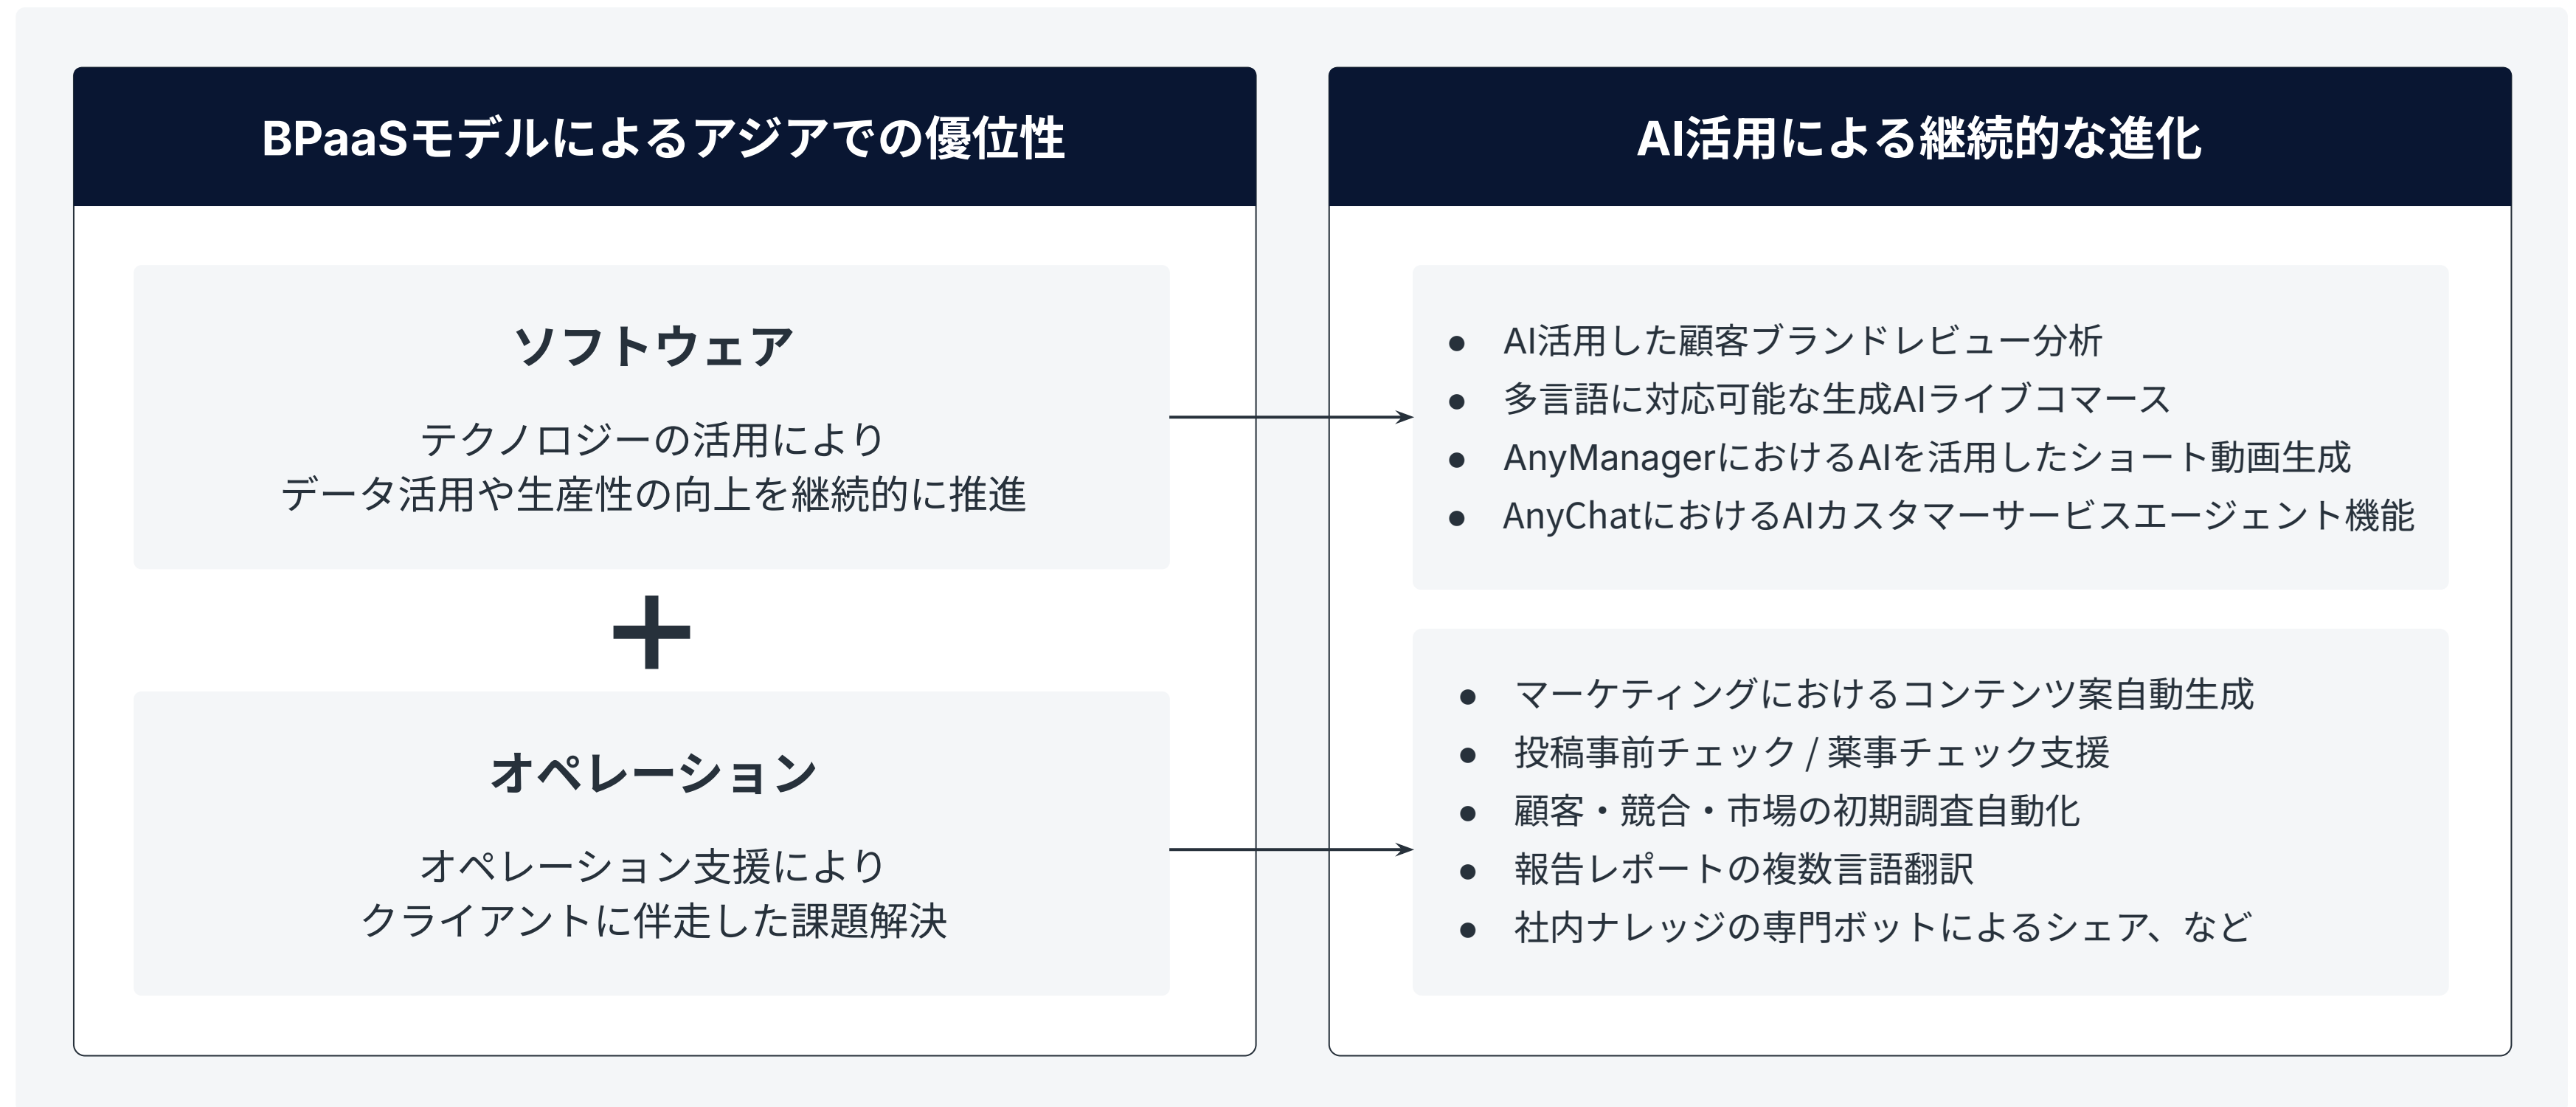 BPaaSモデルによるアジアでの優位性
ソフトウェア
テクノロジーの活用により
データ活用や生産性の向上を継続的に推進
+
オペレーション
オペレーション支援により
クライアントに伴走した課題解決
AI活用による継続的な進化
● AI活用した顧客ブランドレビュー分析
● 多言語に対応可能な生成AIライブコマース
● AnyManagerにおけるAIを活用したショート動画生成
● AnyChatにおけるAIカスタマーサービスエージェント機能
● マーケティングにおけるコンテンツ案自動生成
● 投稿事前チェック / 薬事チェック支援
● 顧客・競合・市場の初期調査自動化
● 報告レポートの複数言語翻訳
● 社内ナレッジの専門ボットによるシェア、など